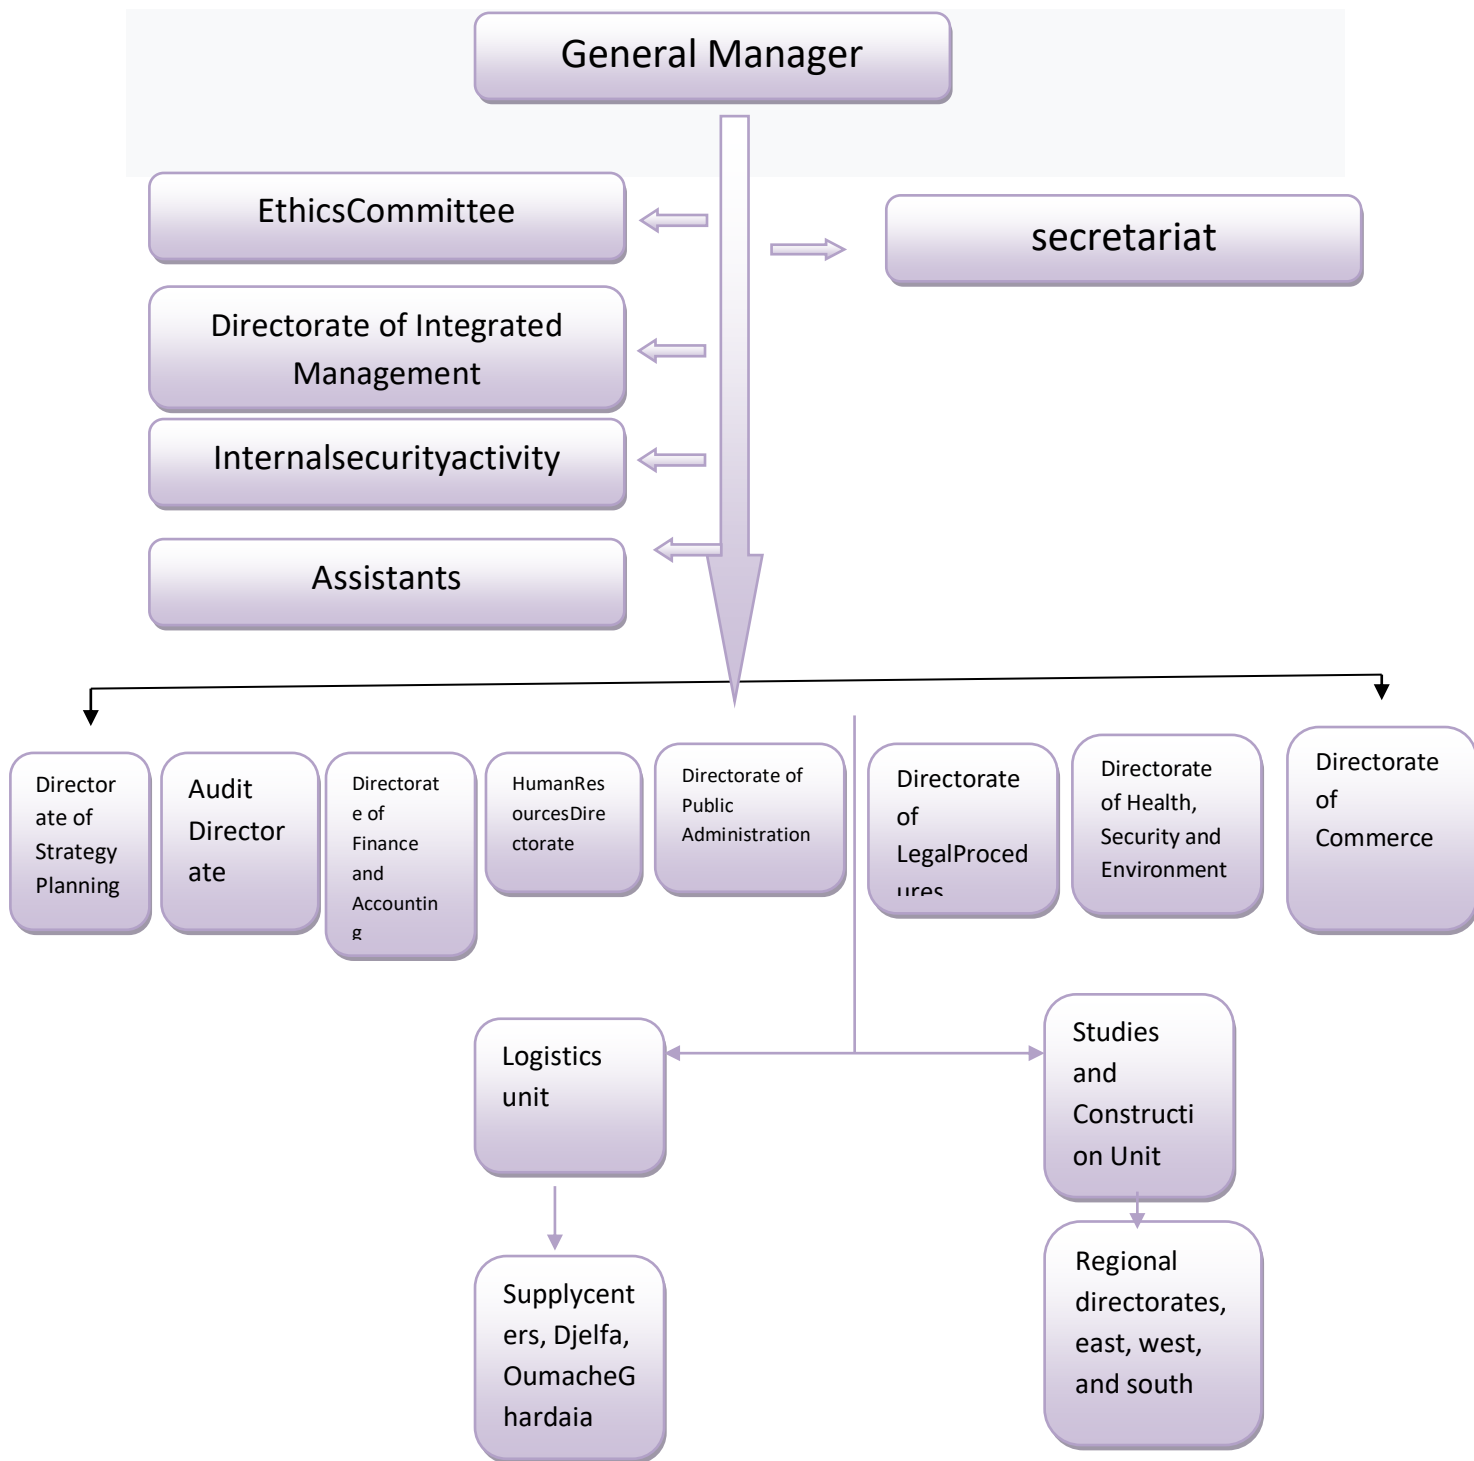 General Manager
EthicsCommittee
secretariat
Directorate of Integrated
Management
Internalsecurityactivity
Assistants
Director
ate of
Strategy
Planning
Audit
Director
ate
Directorat
e of
Finance
and
Accountin
g
HumanRes
ourcesDire
ctorate
Directorate of
Public
Administration
Directorate
of
LegalProced
ures
Directorate
of Health,
Security and
Environment
Directorate
of
Commerce
Logistics
unit
Studies
and
Constructi
on Unit
Supplycent
ers, Djelfa,
OumacheG
hardaia
Regional
directorates,
east, west,
and south